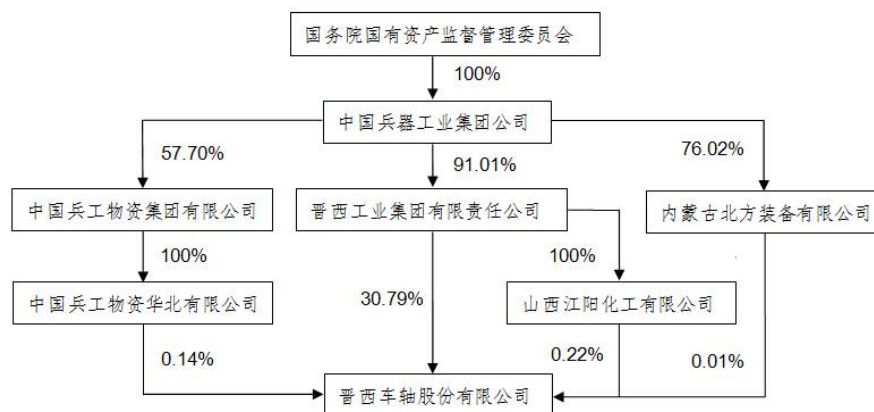 国务院国有资产监督管理委员会
100%
中国兵器工业集团公司
57.70%
91.01%
76.02%
中国兵工物资集团有限公司
晋西工业集团有限责任公司
内蒙古北方装备有限公司
100%
100%
中国兵工物资华北有限公司
30.79%
山西江阳化工有限公司
0.14%
0.22%
0.01%
晋西车轴股份有限公司